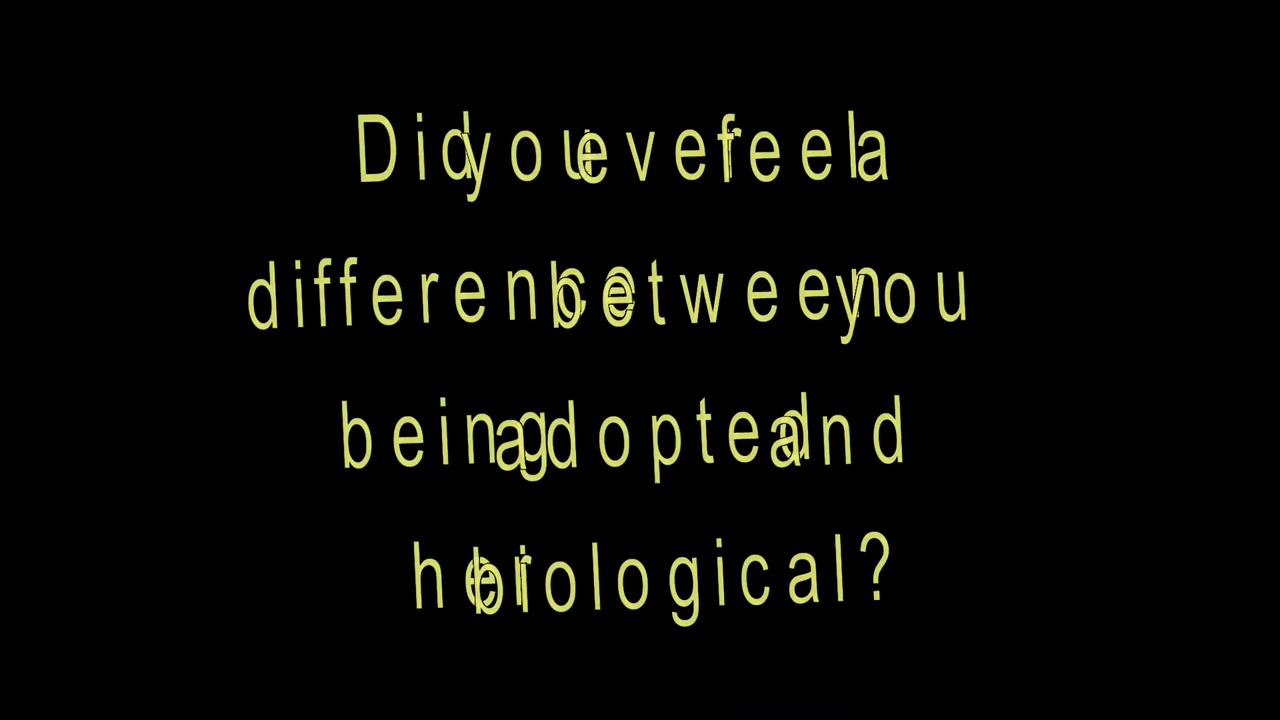 Did you ever feel a
difference between you
being adopted and
her biological?